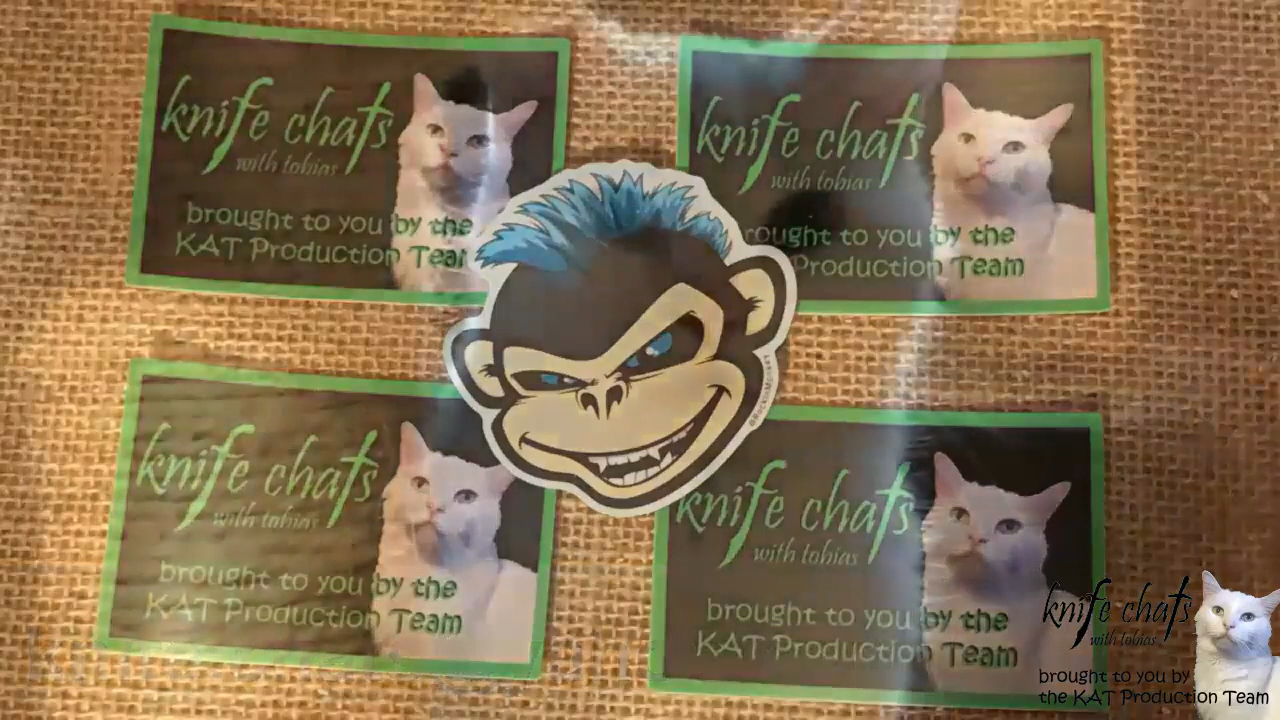 knife chats
with tobias
brought to you by the
KAT Production Tea
knife chats
with tobias
rought to you by the
Production Team
@RockinMonkey
knife chats
with tobias
brought to you by the
KAT Production Team
knife chats
with tobias
brought to you by the
KAT Production Team
knife chats
with tobias
brought to you by
the KAT Production Team